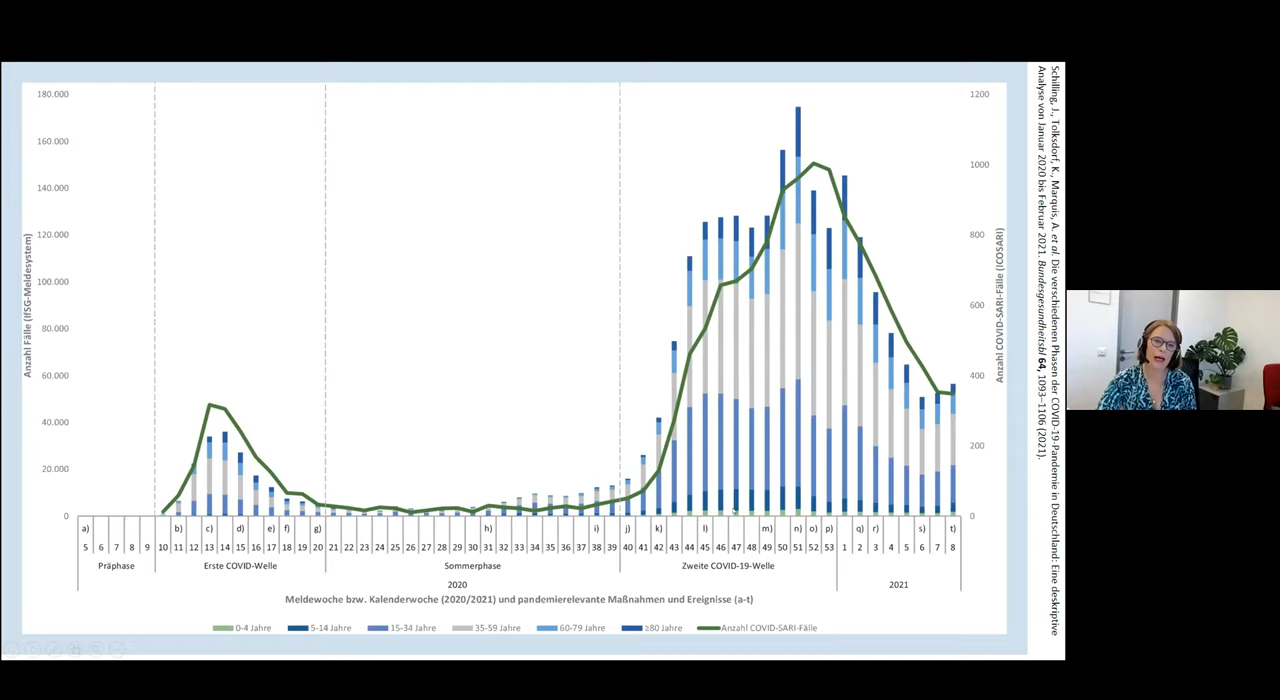 180.000
160.000
140.000
120.000
100.000
80.000
60.000
40.000
20.000
0
Anzahl Fälle (IfSG-Meldesystem)
1200
1000
800
600
400
200
0
Anzahl COVID-SARI-Fälle (ICOSARI)
a) b) c) d) e) f) g) h) i) j) k) l) m) n) o) p) q) r) s) t)
5 6 7 8 9 10 11 12 13 14 15 16 17 18 19 20 21 22 23 24 25 26 27 28 29 30 31 32 33 34 35 36 37 38 39 40 41 42 43 44 45 46 47 48 49 50 51 52 53 1 2 3 4 5 6 7 8
Präphase Erste COVID-Welle Sommerphase Zweite COVID-19-Welle
2020 2021
Meldewoche bzw. Kalenderwoche (2020/2021) und pandemierelevante Maßnahmen und Ereignisse (a-t)
0-4 Jahre 5-14 Jahre 15-34 Jahre 35-59 Jahre 60-79 Jahre ≥80 Jahre Anzahl COVID-SARI-Fälle
Schilling, J., Tolksdorf, K., Marquis, A. et al. Die verschiedenen Phasen der COVID-19-Pandemie in Deutschland: Eine deskriptive
Analyse von Januar 2020 bis Februar 2021. Bundesgesundheitsbl 64, 1093–1106 (2021).